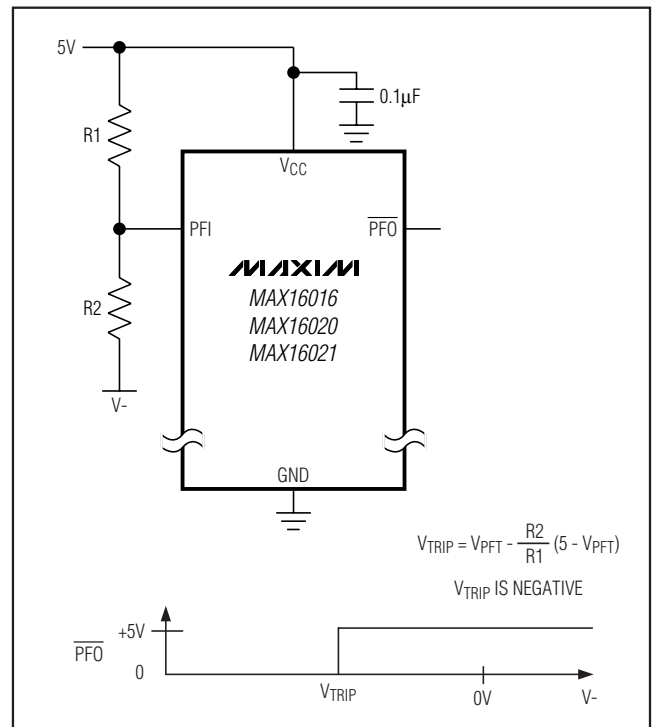 5V
0.1µF
R1
VCC
PFI
PFO
MAXIM
MAX16016
MAX16020
MAX16021
R2
V-
GND
VTRIP = VPFT - R2/R1 (5 - VPFT)
VTRIP IS NEGATIVE
+5V
PFO
0
VTRIP
0V
V-